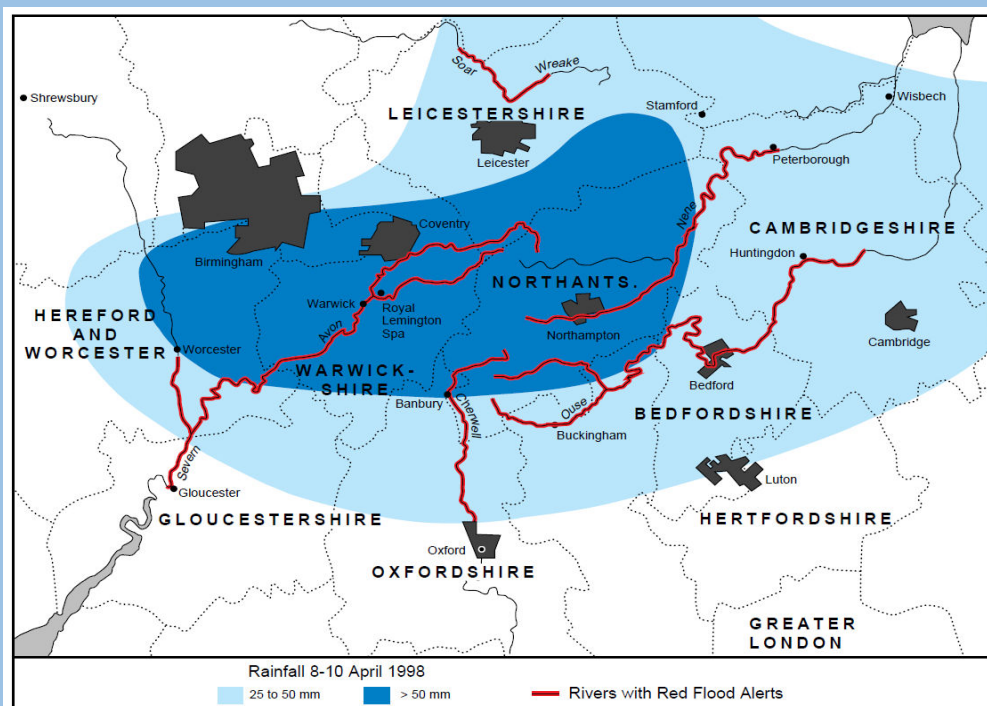 Soar
Wreake
Shrewsbury
Wisbech
Stamford
LEICESTERSHIRE
Leicester
Peterborough
Nene
Coventry
CAMBRIDGESHIRE
Birmingham
Huntingdon
NORTHANTS.
HEREFORD
AND
WORCESTER
Warwick
Royal
Lemington
Spa
Avon
Northampton
Cambridge
Worcester
WARWICK-
SHIRE
Bedford
Banbury
Cherwell
Ouse
BEDFORDSHIRE
Buckingham
Severn
Luton
Gloucester
GLOUCESTERSHIRE
HERTFORDSHIRE
Oxford
OXFORDSHIRE
GREATER
LONDON
Rainfall 8-10 April 1998
25 to 50 mm
> 50 mm
Rivers with Red Flood Alerts